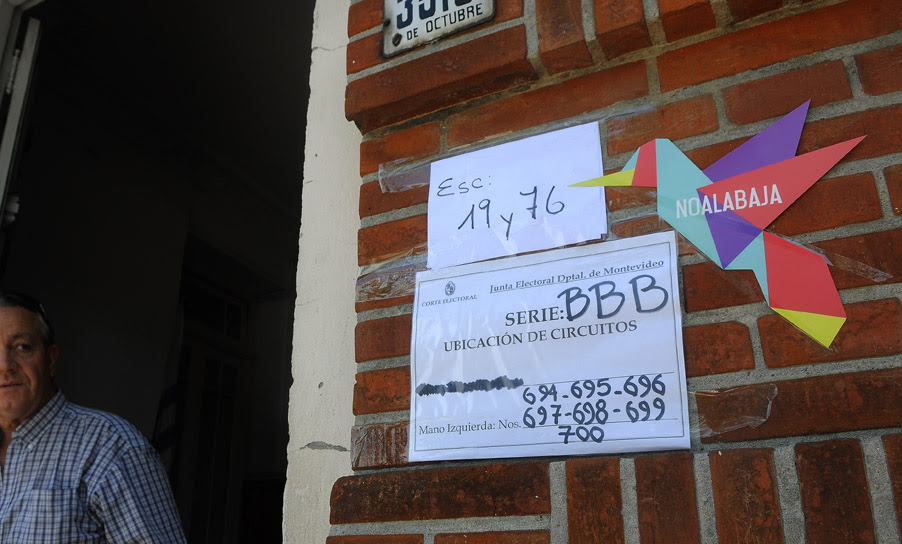 DE OCTUBRE
Esc:
19 y 76
NOALABAJA
Junta Electoral Dptal. de Montevideo
CORTE ELECTORAL
SERIE: BBB
UBICACIÓN DE CIRCUITOS
694-695-696
697-698-699
Mano Izquierda: Nos.
700